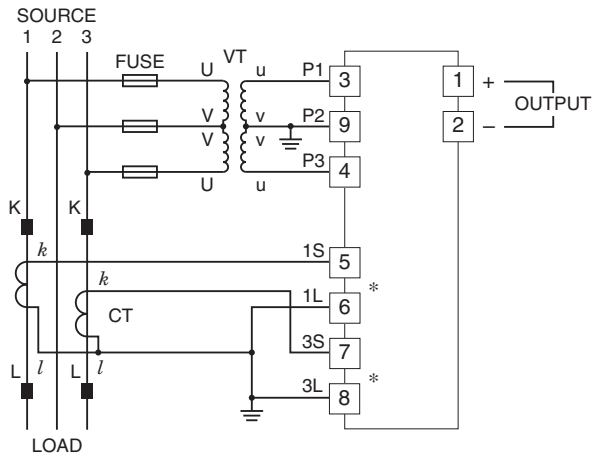 SOURCE
1 2 3
FUSE
VT
U u P1 3 1 +
OUTPUT
V v P2 9 2 –
V v
P3 4
U u
K K
k 1S 5
k 1L 6 *
CT
3S 7
L l L l 3L 8 *
LOAD